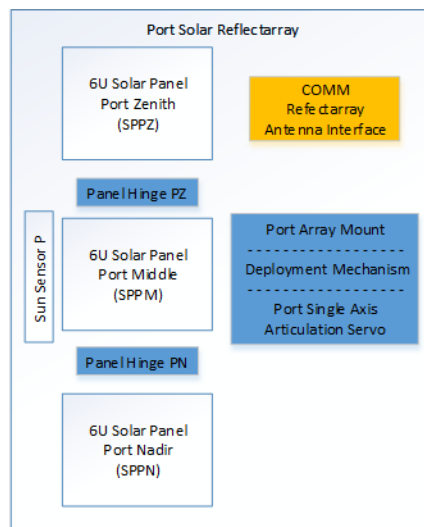 Port Solar Reflectarray
6U Solar Panel
Port Zenith
(SPPZ)
COMM
Refectarray
Antenna Interface
Panel Hinge PZ
Sun Sensor P
6U Solar Panel
Port Middle
(SPPM)
Port Array Mount
- - - - - - - - - - - - - - - - -
Deployment Mechanism
- - - - - - - - - - - - - - - - -
Port Single Axis
Articulation Servo
Panel Hinge PN
6U Solar Panel
Port Nadir
(SPPN)